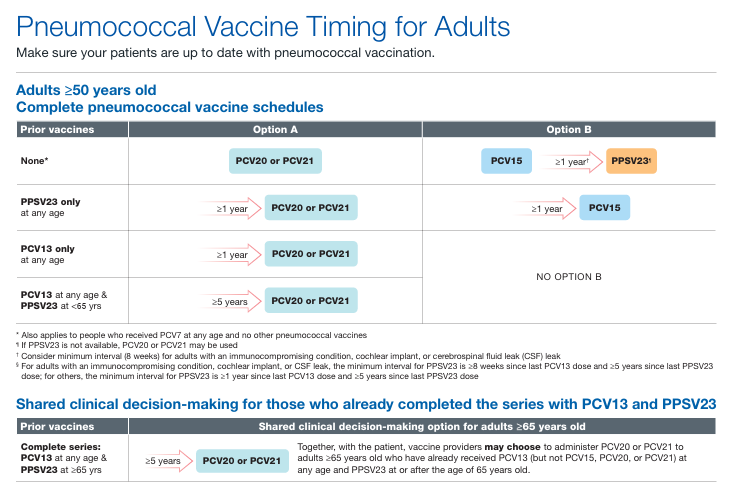 Pneumococcal Vaccine Timing for Adults
Make sure your patients are up to date with pneumococcal vaccination.
Adults ≥50 years old
Complete pneumococcal vaccine schedules
Prior vaccines Option A Option B
None* PCV20 or PCV21 PCV15 ≥1 year† PPSV23¶
PPSV23 only
at any age
≥1 year PCV20 or PCV21 ≥1 year PCV15
PCV13 only
at any age
≥1 year PCV20 or PCV21
NO OPTION B
PCV13 at any age &
PPSV23 at <65 yrs
≥5 years PCV20 or PCV21
* Also applies to people who received PCV7 at any age and no other pneumococcal vaccines
¶ If PPSV23 is not available, PCV20 or PCV21 may be used
† Consider minimum interval (8 weeks) for adults with an immunocompromising condition, cochlear implant, or cerebrospinal fluid leak (CSF) leak
§ For adults with an immunocompromising condition, cochlear implant, or CSF leak, the minimum interval for PPSV23 is ≥8 weeks since last PCV13 dose and ≥5 years since last PPSV23
dose; for others, the minimum interval for PPSV23 is ≥1 year since last PCV13 dose and ≥5 years since last PPSV23 dose
Shared clinical decision-making for those who already completed the series with PCV13 and PPSV23
Prior vaccines Shared clinical decision-making option for adults ≥65 years old
Complete series:
PCV13 at any age &
PPSV23 at ≥65 yrs
≥5 years PCV20 or PCV21
Together, with the patient, vaccine providers may choose to administer PCV20 or PCV21 to
adults ≥65 years old who have already received PCV13 (but not PCV15, PCV20, or PCV21) at
any age and PPSV23 at or after the age of 65 years old.